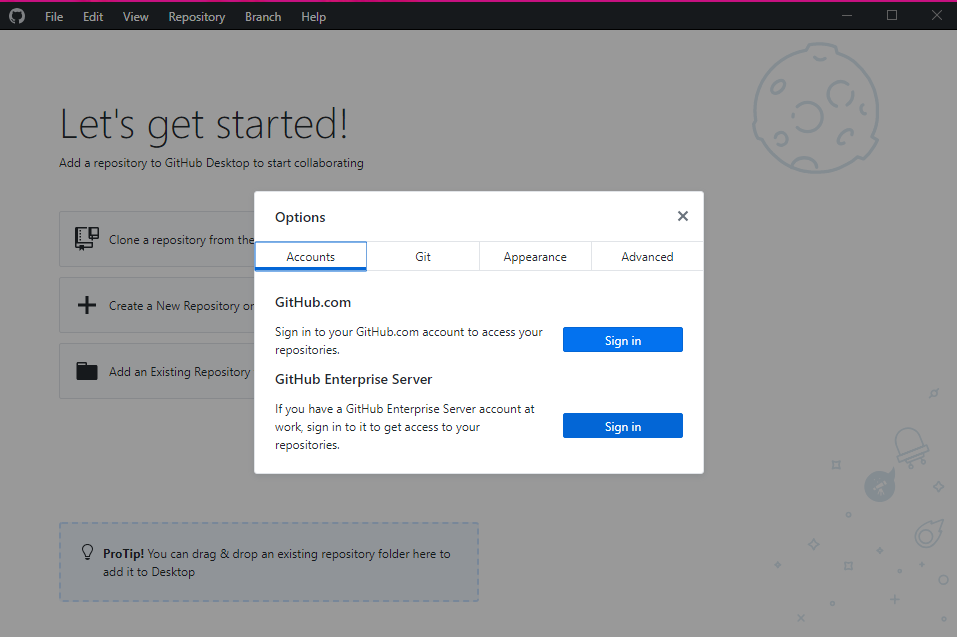 File Edit View Repository Branch Help
Let's get started!
Add a repository to GitHub Desktop to start collaborating
Clone a repository from the
Create a New Repository on
Add an Existing Repository
Options
Accounts Git Appearance Advanced
GitHub.com
Sign in to your GitHub.com account to access your
repositories.
Sign in
GitHub Enterprise Server
If you have a GitHub Enterprise Server account at
work, sign in to it to get access to your
repositories.
Sign in
ProTip! You can drag & drop an existing repository folder here to
add it to Desktop